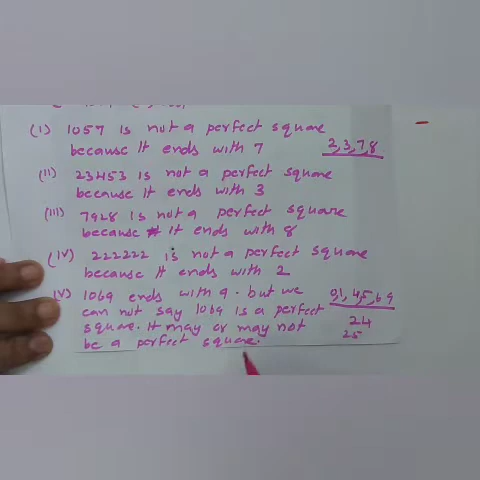 (I) 1057 is not a perfect square
because It ends with 7
2,3,7,8
(II) 23453 is not a perfect square
because It ends with 3
(III) 7928 is not a perfect square
because It ends with 8
(IV) 222222 is not a perfect square
because It ends with 2
(V) 1069 ends with 9. but we
can not say 1069 is a perfect
square. It may or may not
be a perfect square.
0,1,4,5,6 9
24
25